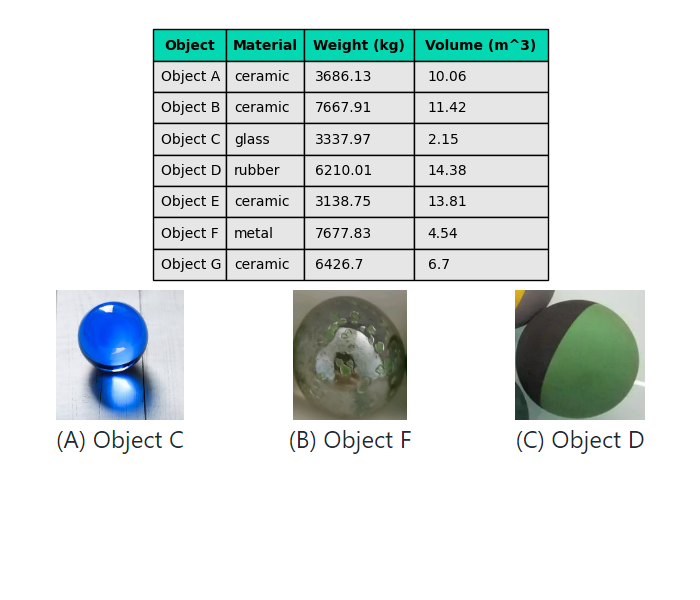 Object Material Weight (kg) Volume (m^3)
Object A ceramic 3686.13 10.06
Object B ceramic 7667.91 11.42
Object C glass 3337.97 2.15
Object D rubber 6210.01 14.38
Object E ceramic 3138.75 13.81
Object F metal 7677.83 4.54
Object G ceramic 6426.7 6.7
(A) Object C (B) Object F (C) Object D